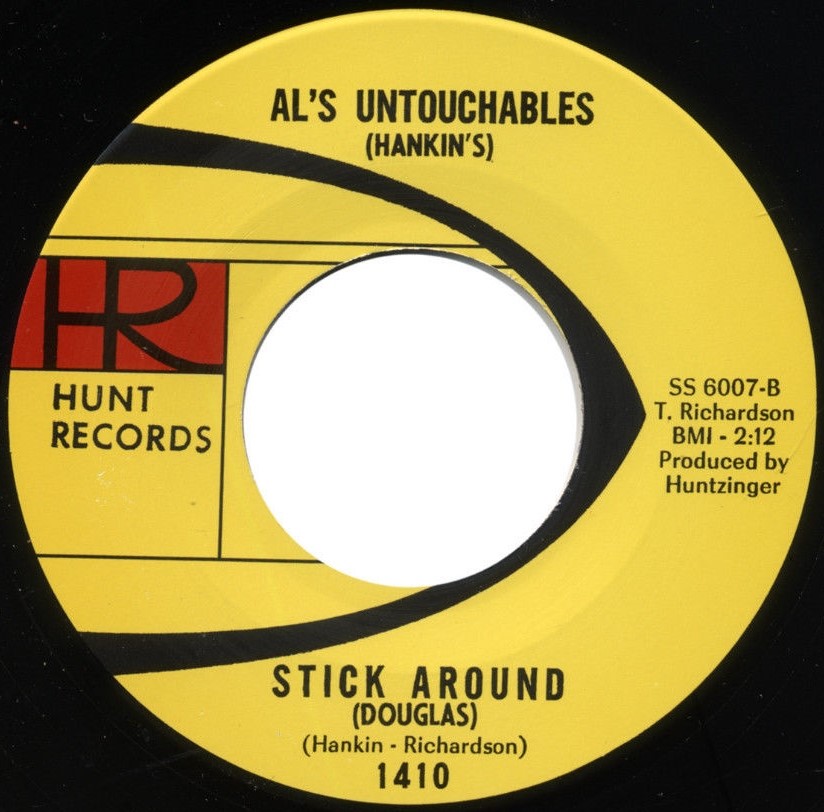 AL'S UNTOUCHABLES
(HANKIN'S)
HR
HUNT
RECORDS
SS 6007-B
T. Richardson
BMI - 2:12
Produced by
Huntzinger
STICK AROUND
(DOUGLAS)
(Hankin - Richardson)
1410